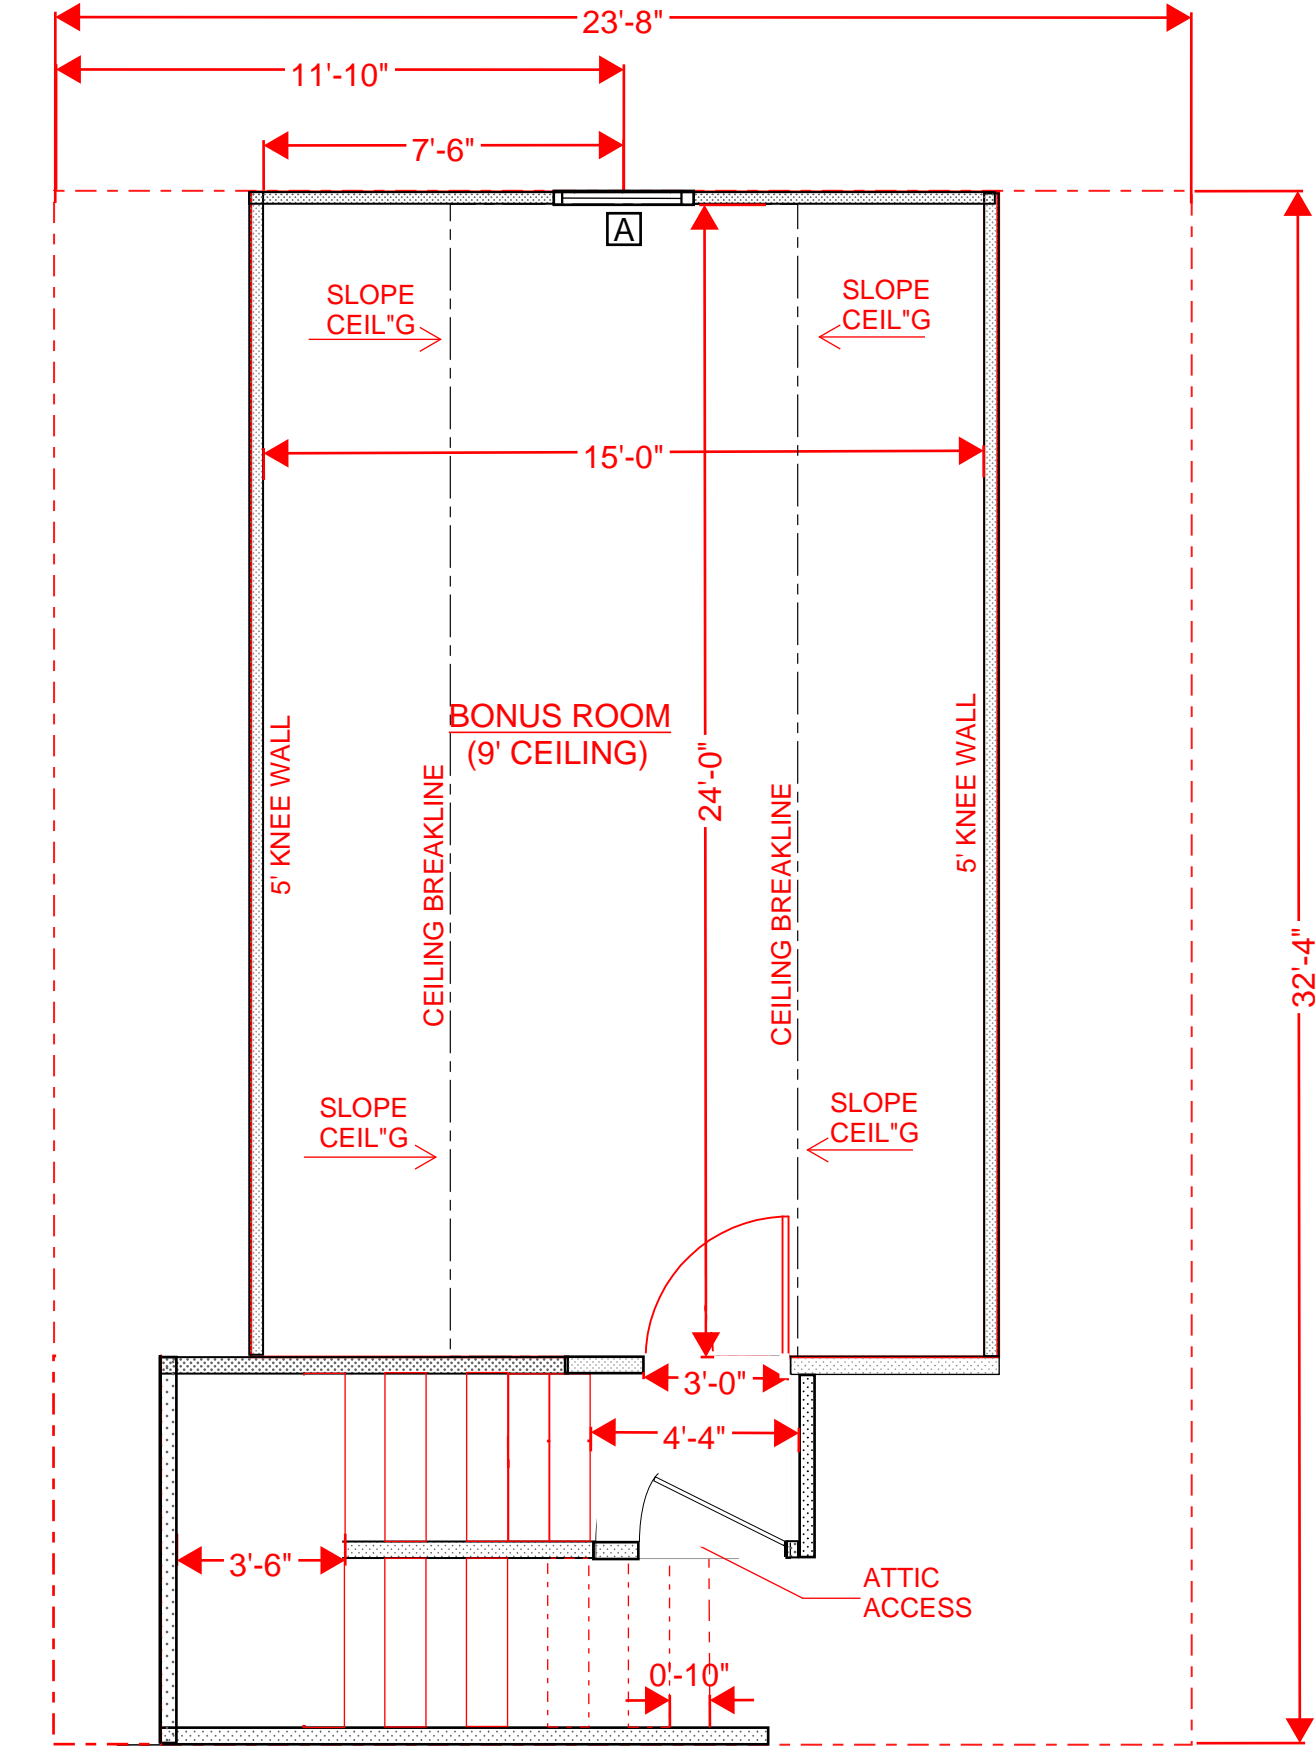 23'-8"
11'-10"
7'-6"
A
SLOPE
CEIL"G
SLOPE
CEIL"G
15'-0"
BONUS ROOM
(9' CEILING)
24'-0"
5' KNEE WALL
5' KNEE WALL
CEILING BREAKLINE
CEILING BREAKLINE
32'-4"
SLOPE
CEIL"G
SLOPE
CEIL"G
3'-0"
4'-4"
3'-6"
ATTIC
ACCESS
0'-10"